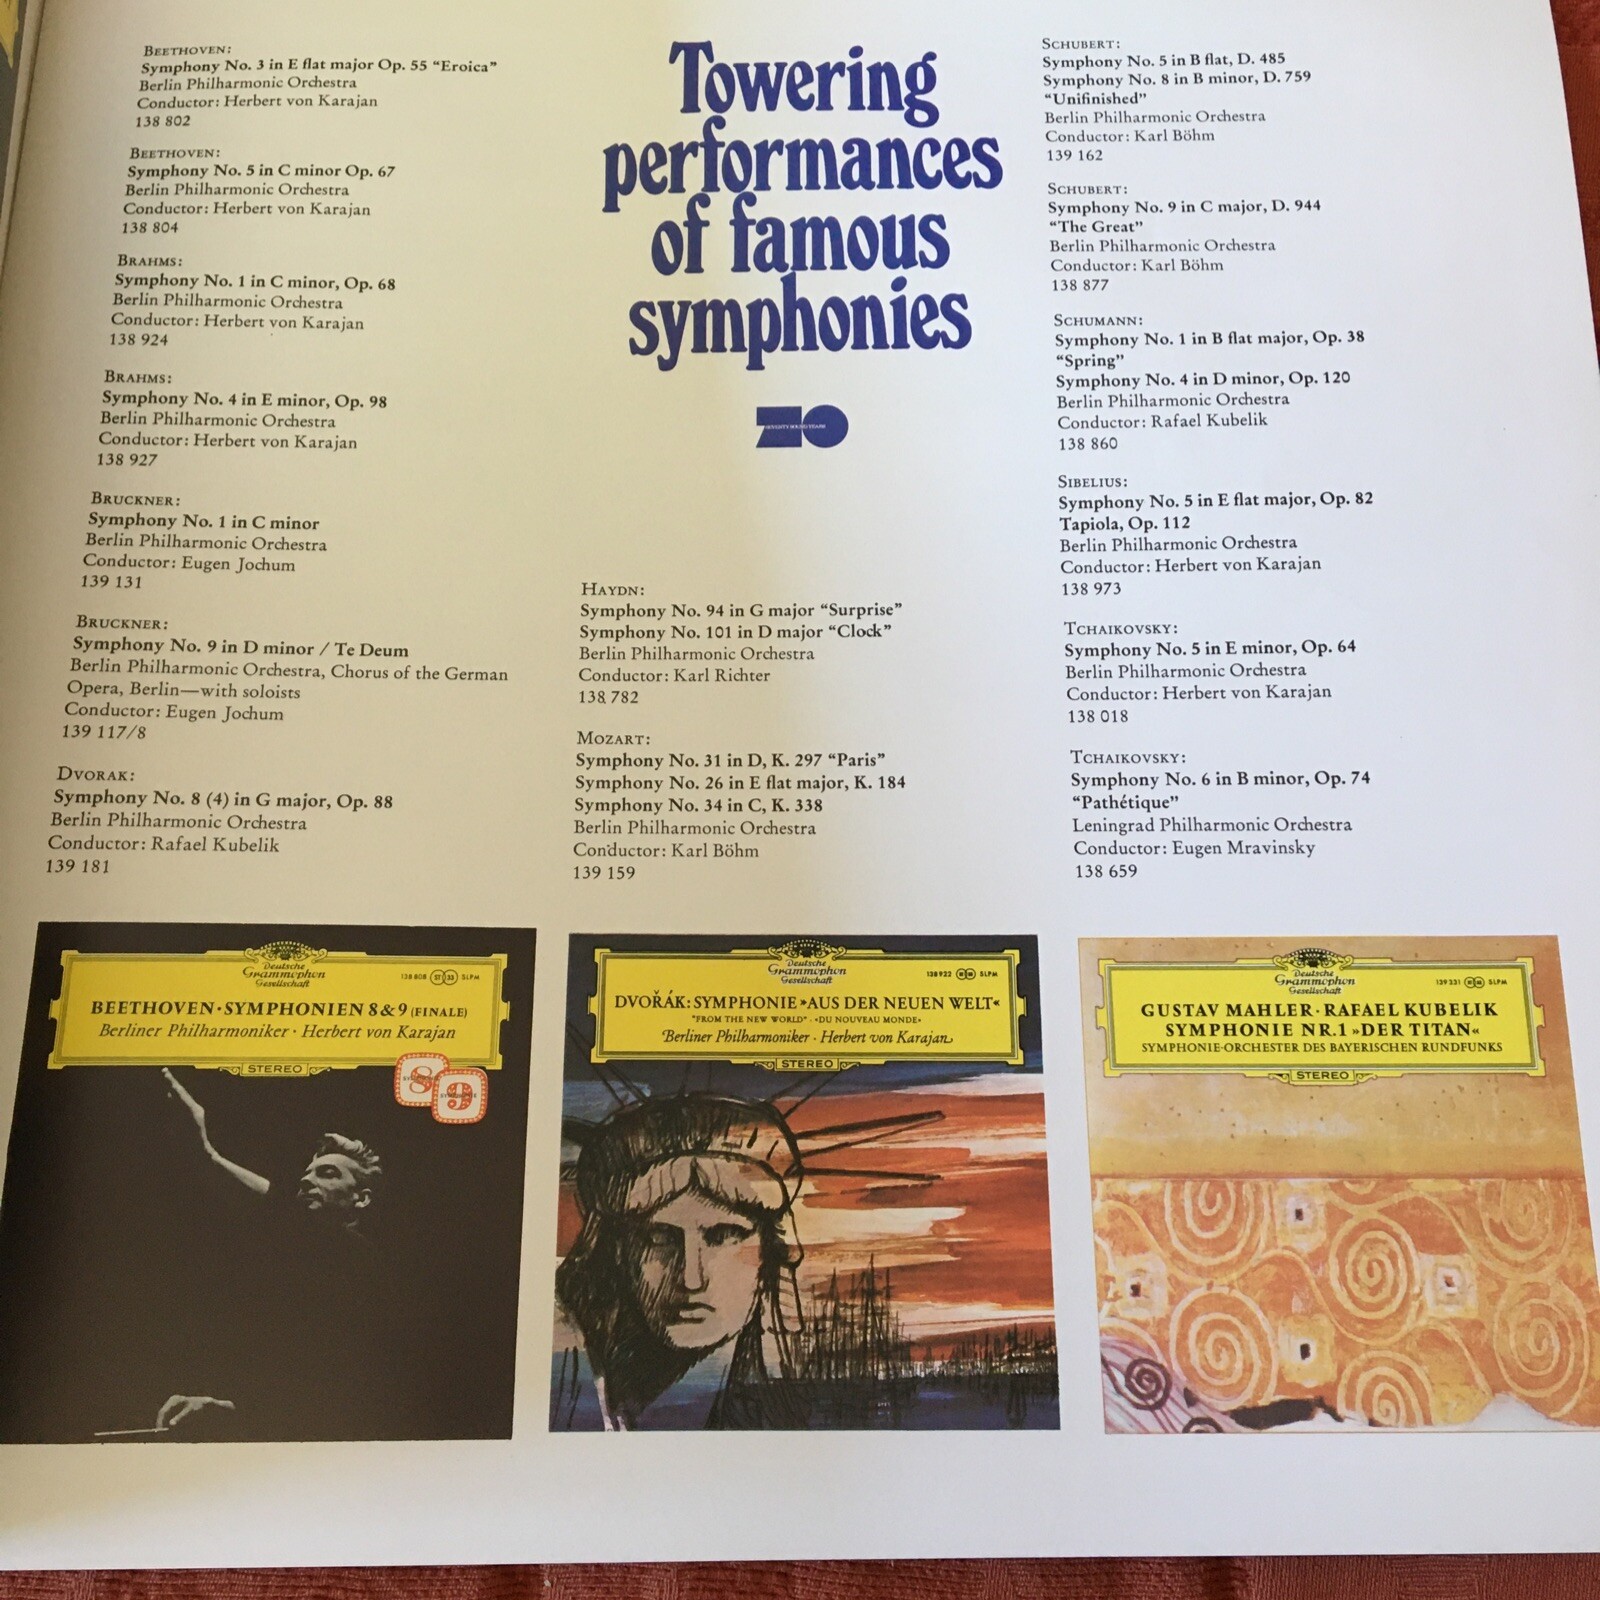 BEETHOVEN:
Symphony No. 3 in E flat major Op. 55 “Eroica”
Berlin Philharmonic Orchestra
Conductor: Herbert von Karajan
138 802
BEETHOVEN:
Symphony No. 5 in C minor Op. 67
Berlin Philharmonic Orchestra
Conductor: Herbert von Karajan
138 804
BRAHMS:
Symphony No. 1 in C minor, Op. 68
Berlin Philharmonic Orchestra
Conductor: Herbert von Karajan
138 924
BRAHMS:
Symphony No. 4 in E minor, Op. 98
Berlin Philharmonic Orchestra
Conductor: Herbert von Karajan
138 927
BRUCKNER:
Symphony No. 1 in C minor
Berlin Philharmonic Orchestra
Conductor: Eugen Jochum
139 131
BRUCKNER:
Symphony No. 9 in D minor / Te Deum
Berlin Philharmonic Orchestra, Chorus of the German
Opera, Berlin—with soloists
Conductor: Eugen Jochum
139 117/8
DVORAK:
Symphony No. 8 (4) in G major, Op. 88
Berlin Philharmonic Orchestra
Conductor: Rafael Kubelik
139 181
Towering
performances
of famous
symphonies
70
SEVENTY SOUND YEARS
HAYDN:
Symphony No. 94 in G major “Surprise”
Symphony No. 101 in D major “Clock”
Berlin Philharmonic Orchestra
Conductor: Karl Richter
138 782
MOZART:
Symphony No. 31 in D, K. 297 “Paris”
Symphony No. 26 in E flat major, K. 184
Symphony No. 34 in C, K. 338
Berlin Philharmonic Orchestra
Conductor: Karl Böhm
139 159
SCHUBERT:
Symphony No. 5 in B flat, D. 485
Symphony No. 8 in B minor, D. 759
“Unifinished”
Berlin Philharmonic Orchestra
Conductor: Karl Böhm
139 162
SCHUBERT:
Symphony No. 9 in C major, D. 944
“The Great”
Berlin Philharmonic Orchestra
Conductor: Karl Böhm
138 877
SCHUMANN:
Symphony No. 1 in B flat major, Op. 38
“Spring”
Symphony No. 4 in D minor, Op. 120
Berlin Philharmonic Orchestra
Conductor: Rafael Kubelik
138 860
SIBELIUS:
Symphony No. 5 in E flat major, Op. 82
Tapiola, Op. 112
Berlin Philharmonic Orchestra
Conductor: Herbert von Karajan
138 973
TCHAIKOVSKY:
Symphony No. 5 in E minor, Op. 64
Berlin Philharmonic Orchestra
Conductor: Herbert von Karajan
138 018
TCHAIKOVSKY:
Symphony No. 6 in B minor, Op. 74
“Pathétique”
Leningrad Philharmonic Orchestra
Conductor: Eugen Mravinsky
138 659
Deutsche
Grammophon
Gesellschaft
138 808 ST 33 SLPM
BEETHOVEN · SYMPHONIEN 8 & 9 (FINALE)
Berliner Philharmoniker · Herbert von Karajan
STEREO
8
9
Deutsche
Grammophon
Gesellschaft
138 922 SLPM
DVOŘÁK: SYMPHONIE »AUS DER NEUEN WELT«
"FROM THE NEW WORLD" · «DU NOUVEAU MONDE»
Berliner Philharmoniker · Herbert von Karajan
STEREO
Deutsche
Grammophon
Gesellschaft
139 331 SLPM
GUSTAV MAHLER · RAFAEL KUBELIK
SYMPHONIE NR. 1 »DER TITAN«
SYMPHONIE-ORCHESTER DES BAYERISCHEN RUNDFUNKS
STEREO